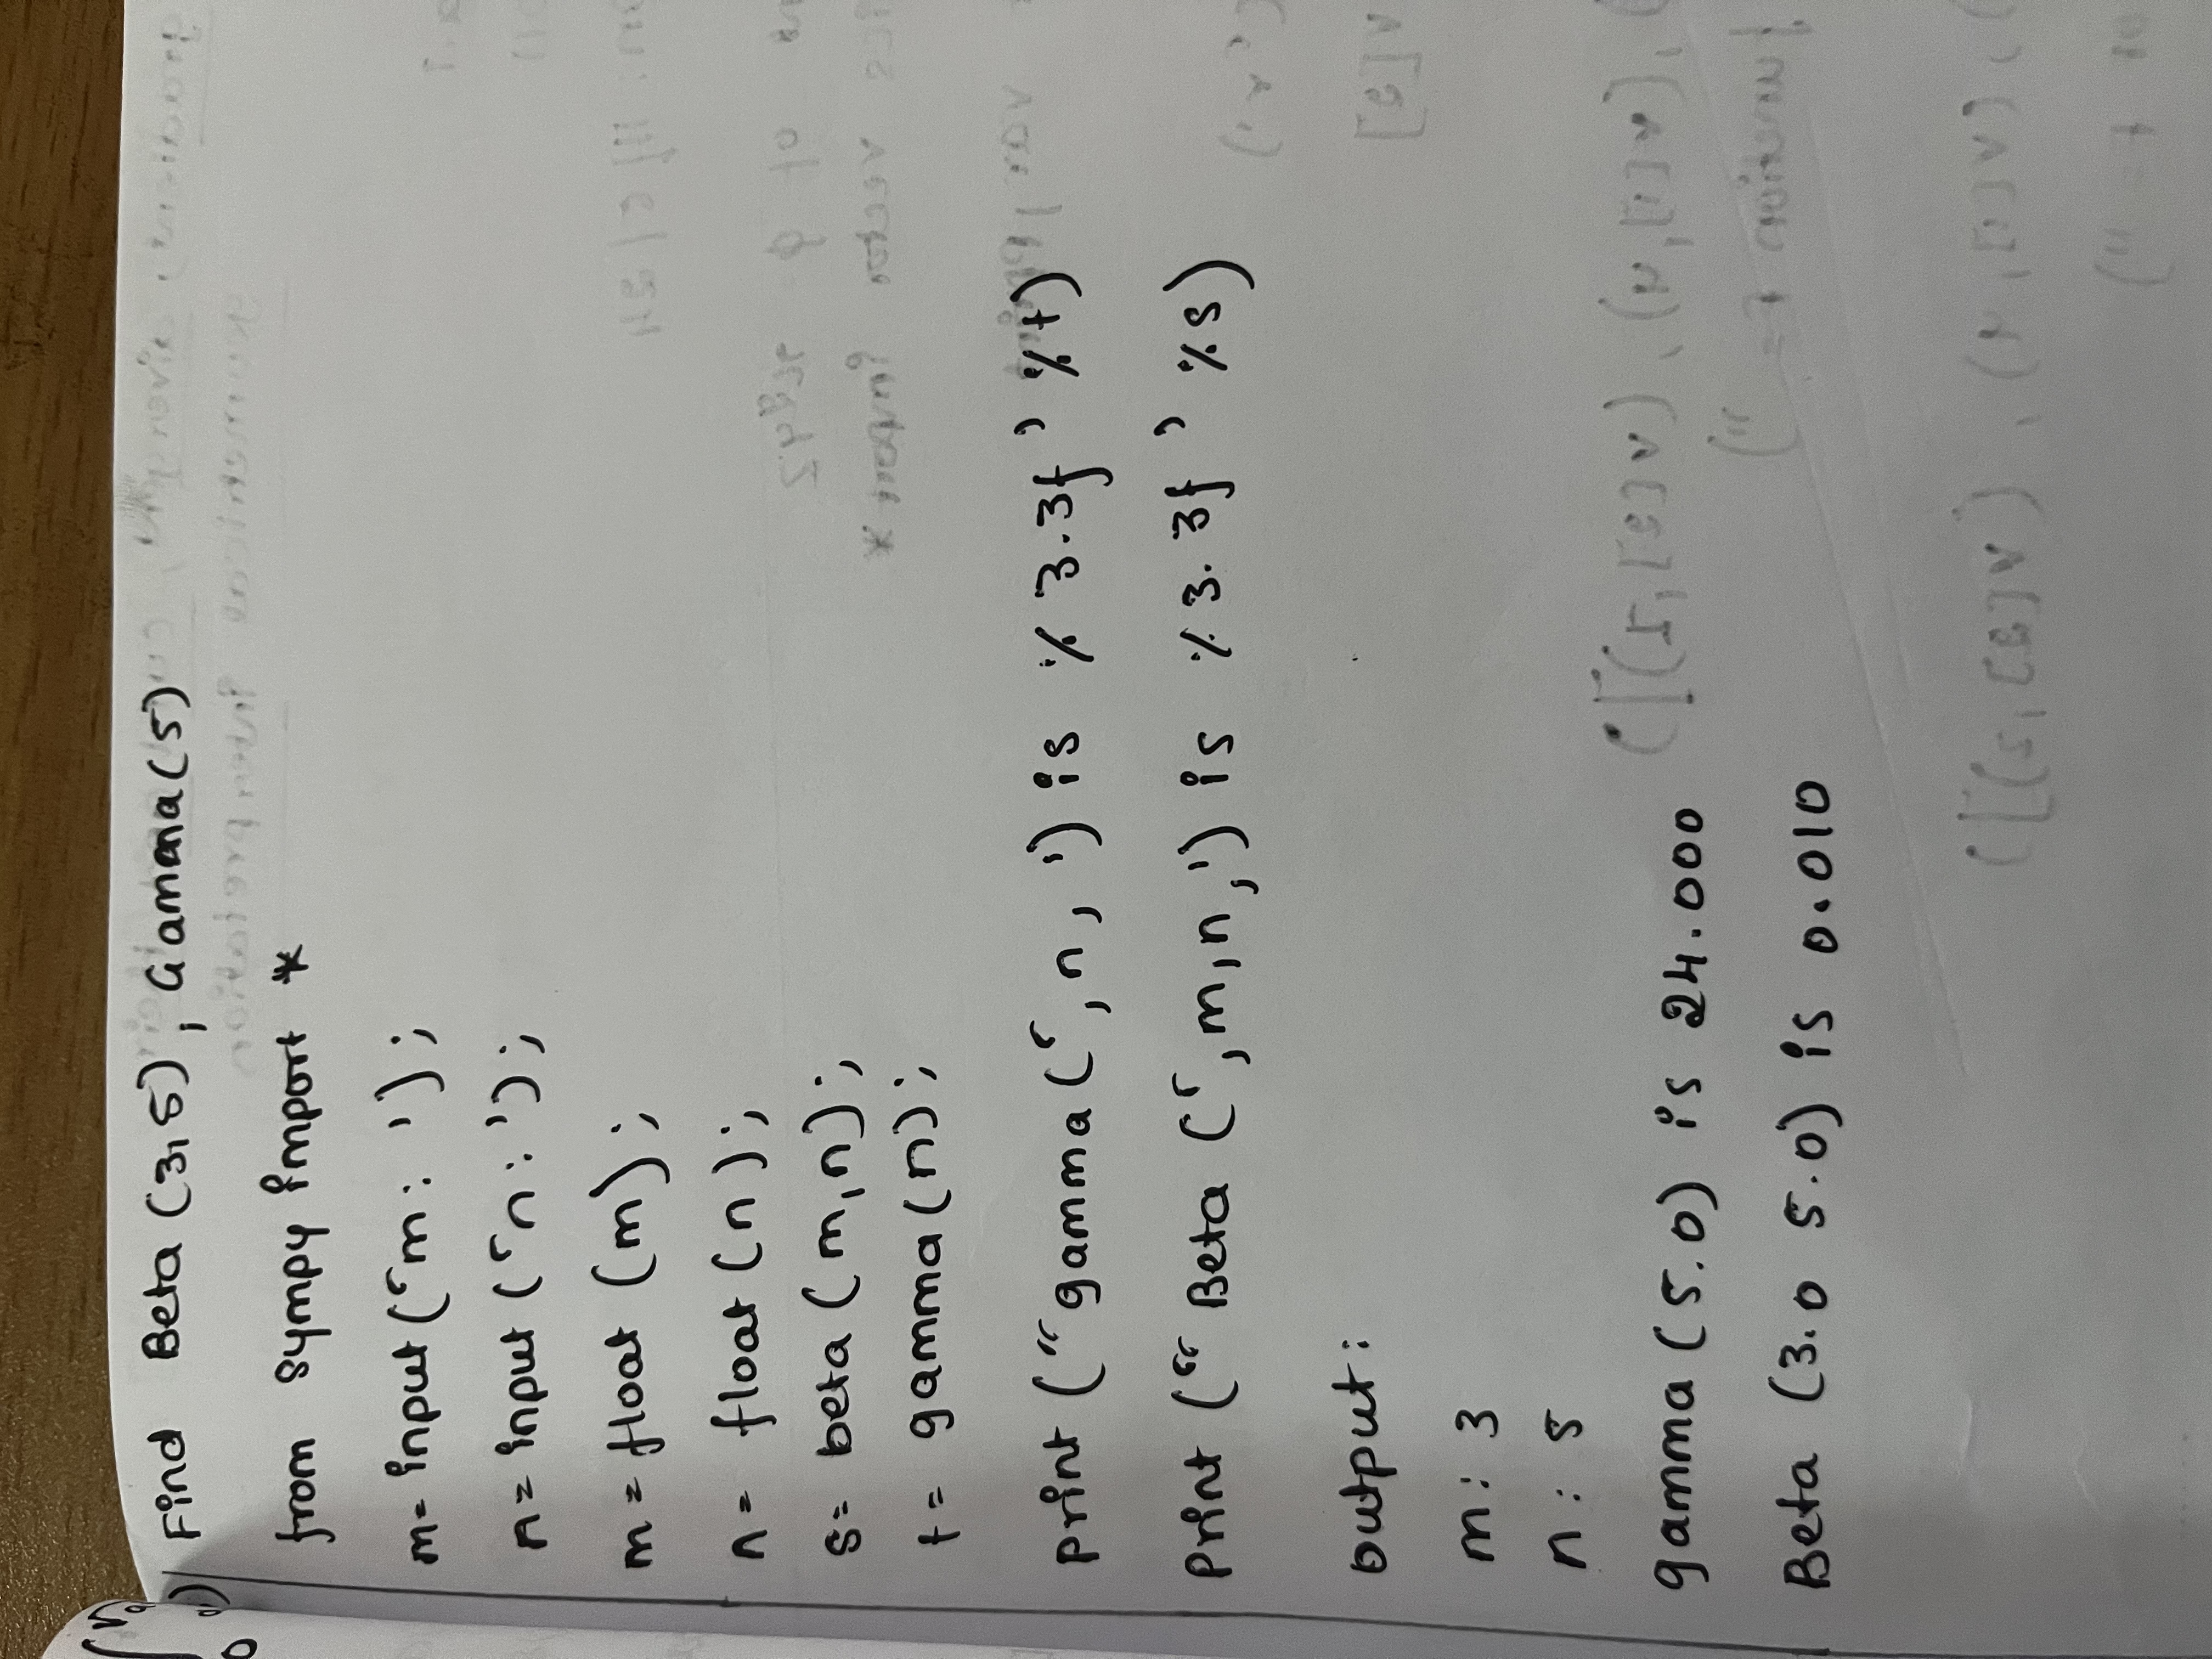 Find Beta (3,5), Gamma(5)
from sympy import *
m= input(‘m: ’);
n= input (‘n: ’);
m= float (m);
n= float (n);
s= beta (m,n);
t= gamma(n);
print (“gamma(‘, n, ’) is % 3.3f ’ %t)
Print (“ Beta (‘, m,n, ’) is %3.3f ’ %s)
output:
m: 3
n: 5
gamma (5.0) is 24.000
Beta (3.0 5.0) is 0.010